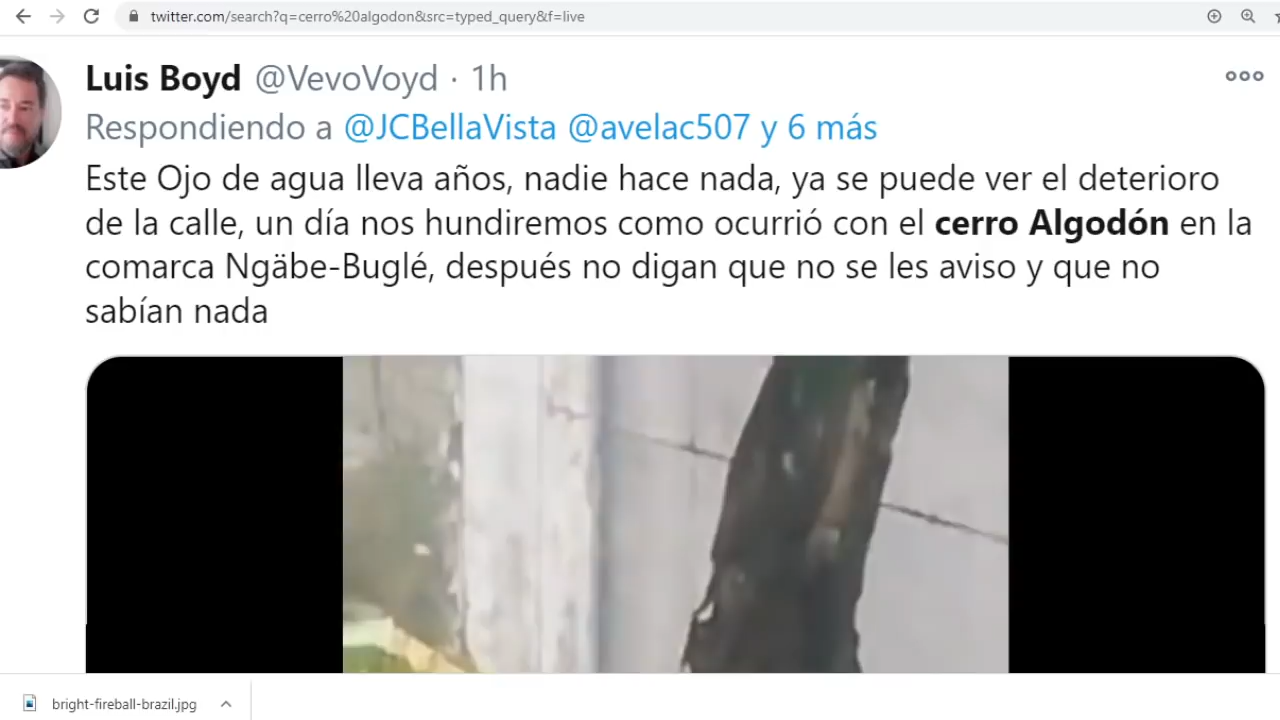 twitter.com/search?q=cerro%20algodon&src=typed_query&f=live
Luis Boyd @VevoVoyd · 1h
Respondiendo a @JCBellaVista @avelac507 y 6 más
Este Ojo de agua lleva años, nadie hace nada, ya se puede ver el deterioro
de la calle, un día nos hundiremos como ocurrió con el cerro Algodón en la
comarca Ngäbe-Buglé, después no digan que no se les aviso y que no
sabían nada
bright-fireball-brazil.jpg